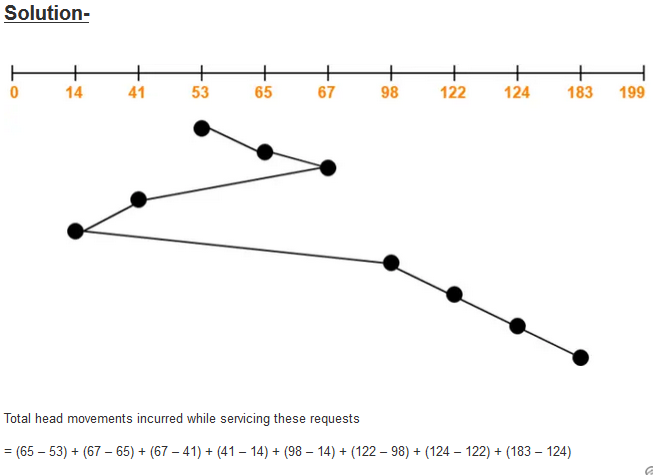 Solution-
0 14 41 53 65 67 98 122 124 183 199
Total head movements incurred while servicing these requests
= (65 – 53) + (67 – 65) + (67 – 41) + (41 – 14) + (98 – 14) + (122 – 98) + (124 – 122) + (183 – 124)